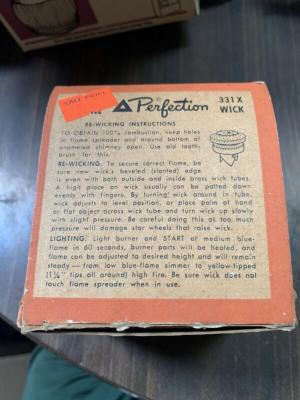 SALE PRICE!
Perfection 331X
WICK
RE-WICKING INSTRUCTIONS
TO OBTAIN 100% combustion, keep holes
in flame spreader and around bottom of
enameled chimney open. Use old tooth-
brush for this.
RE-WICKING: To secure correct flame, be
sure new wick's beveled (slanted) edge
is even with both outside and inside brass wick tubes.
A high place on wick usually can be patted down
evenly with fingers. By turning wick around in tube,
wick adjusts to level position, or place palm of hand
or flat object across wick tube and turn wick up slowly
with slight pressure. Be careful doing this as too much
pressure will damage star wheels that raise wick.
LIGHTING: Light burner and START at medium blue-
flame in 60 seconds, burner parts will be heated, and
flame can be adjusted to desired height and will remain
steady—from low blue-flame simmer to yellow-tipped
(1¼" tips all around) high fire. Be sure wick does not
touch flame spreader when in use.